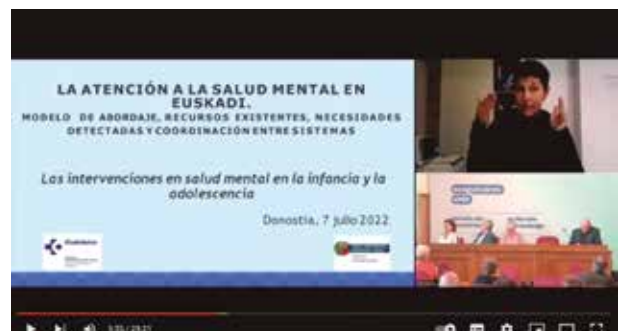 LA ATENCIÓN A LA SALUD MENTAL EN
EUSKADI.
MODELO DE ABORDAJE, RECURSOS EXISTENTES, NECESIDADES
DETECTADAS Y COORDINACIÓN ENTRE SISTEMAS
Las intervenciones en salud mental en la infancia y la
adolescencia
Donostia, 7 julio 2022